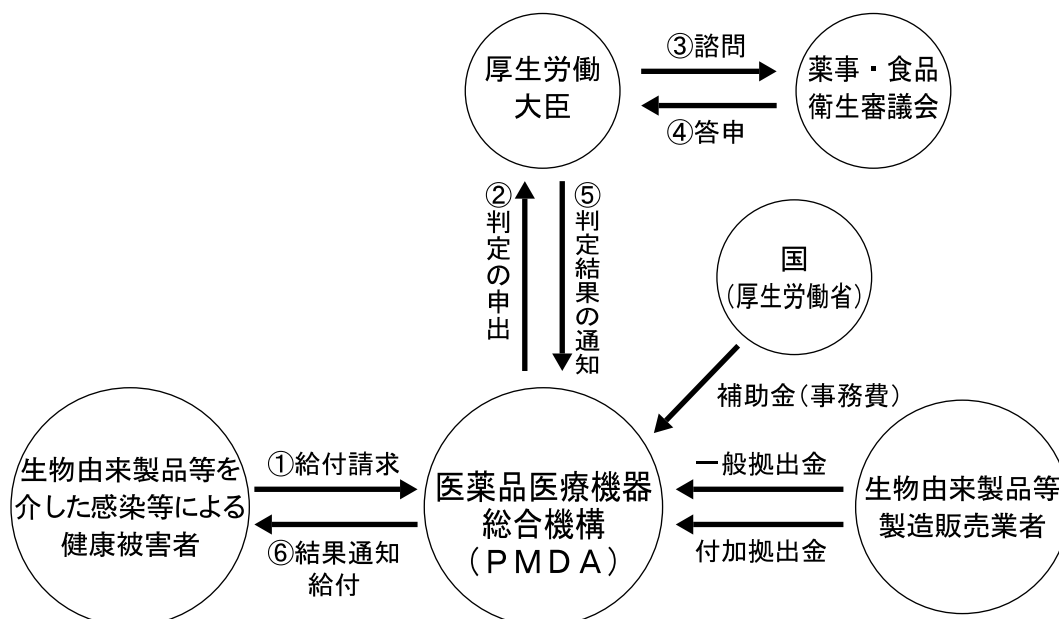 厚生労働
大臣
③諮問
④答申
薬事・食品
衛生審議会
②判定の申出
⑤判定結果の通知
国
(厚生労働省)
補助金(事務費)
生物由来製品等を
介した感染等による
健康被害者
①給付請求
⑥結果通知
給付
医薬品医療機器
総合機構
(PMDA)
一般拠出金
付加拠出金
生物由来製品等
製造販売業者